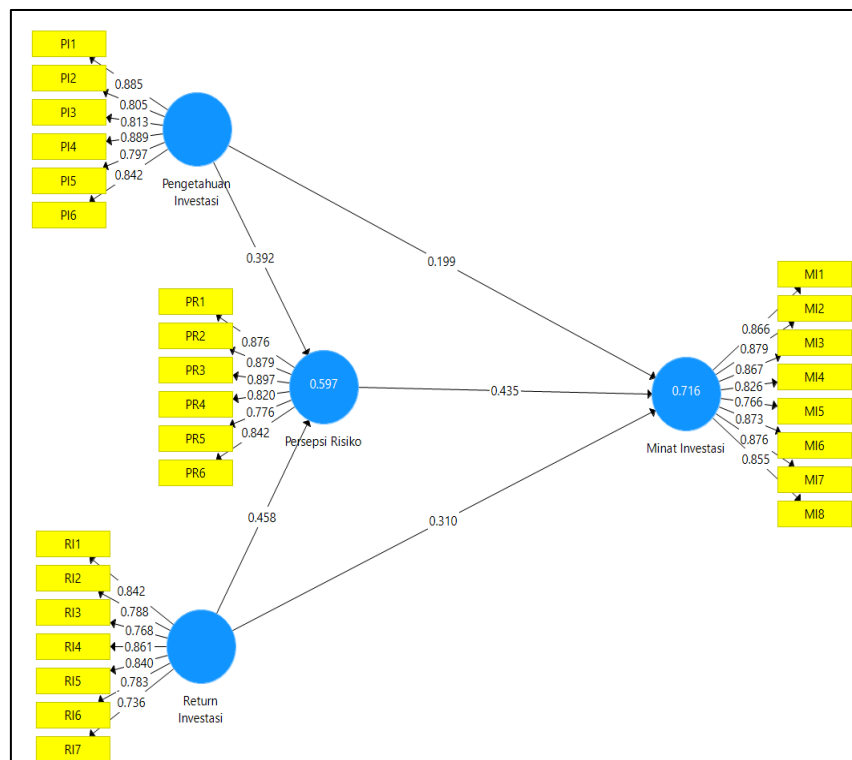 PI1
PI2
PI3
PI4
PI5
PI6
0.885
0.805
0.813
0.889
0.797
0.842
Pengetahuan
Investasi
0.392
0.199
PR1
PR2
PR3
PR4
PR5
PR6
0.876
0.879
0.897
0.820
0.776
0.842
0.597
Persepsi Risiko
0.435
0.458
0.310
RI1
RI2
RI3
RI4
RI5
RI6
RI7
0.842
0.788
0.768
0.861
0.840
0.783
0.736
Return
Investasi
0.716
Minat Investasi
0.866
0.879
0.867
0.826
0.766
0.873
0.876
0.855
MI1
MI2
MI3
MI4
MI5
MI6
MI7
MI8